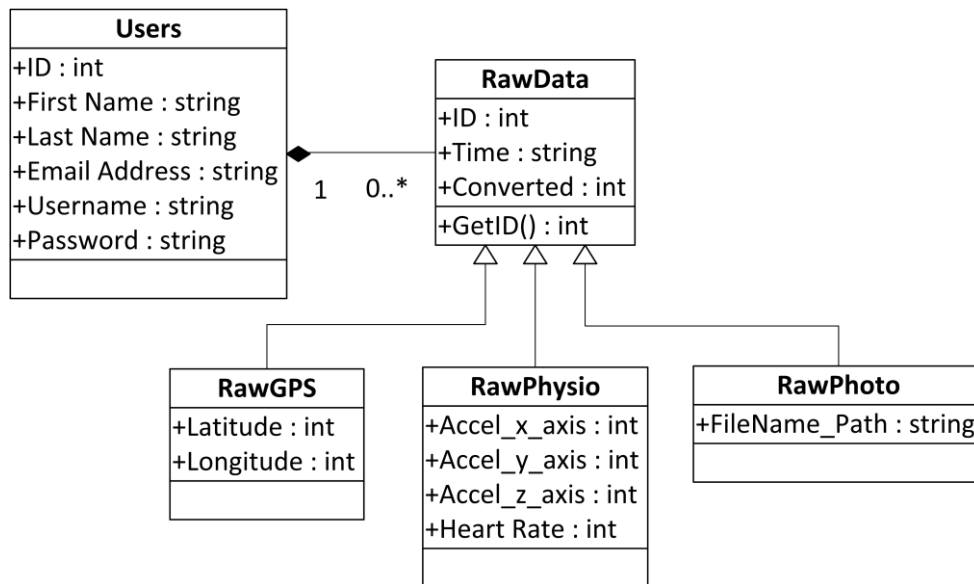 Users
+ID : int
+First Name : string
+Last Name : string
+Email Address : string
+Username : string
+Password : string
1
0..*
RawData
+ID : int
+Time : string
+Converted : int
+GetID() : int
RawGPS
+Latitude : int
+Longitude : int
RawPhysio
+Accel_x_axis : int
+Accel_y_axis : int
+Accel_z_axis : int
+Heart Rate : int
RawPhoto
+FileName_Path : string